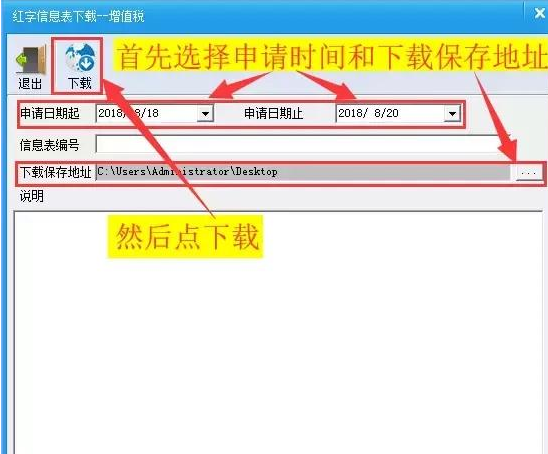 红字信息表下载--增值税
首先选择申请时间和下载保存地址
退出 下载
申请日期起 2018/ 8/18 申请日期止 2018/ 8/20
信息表编号
下载保存地址 C:\Users\Administrator\Desktop ...
说明
然后点下载